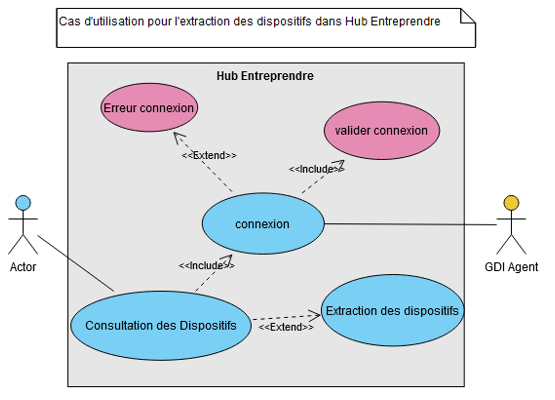 Cas d'utilisation pour l'extraction des dispositifs dans Hub Entreprendre
Hub Entreprendre
Erreur connexion
valider connexion
<<Extend>>
<<Include>>
connexion
Actor
GDI Agent
<<Include>>
Consultation des Dispositifs
<<Extend>>
Extraction des dispositifs